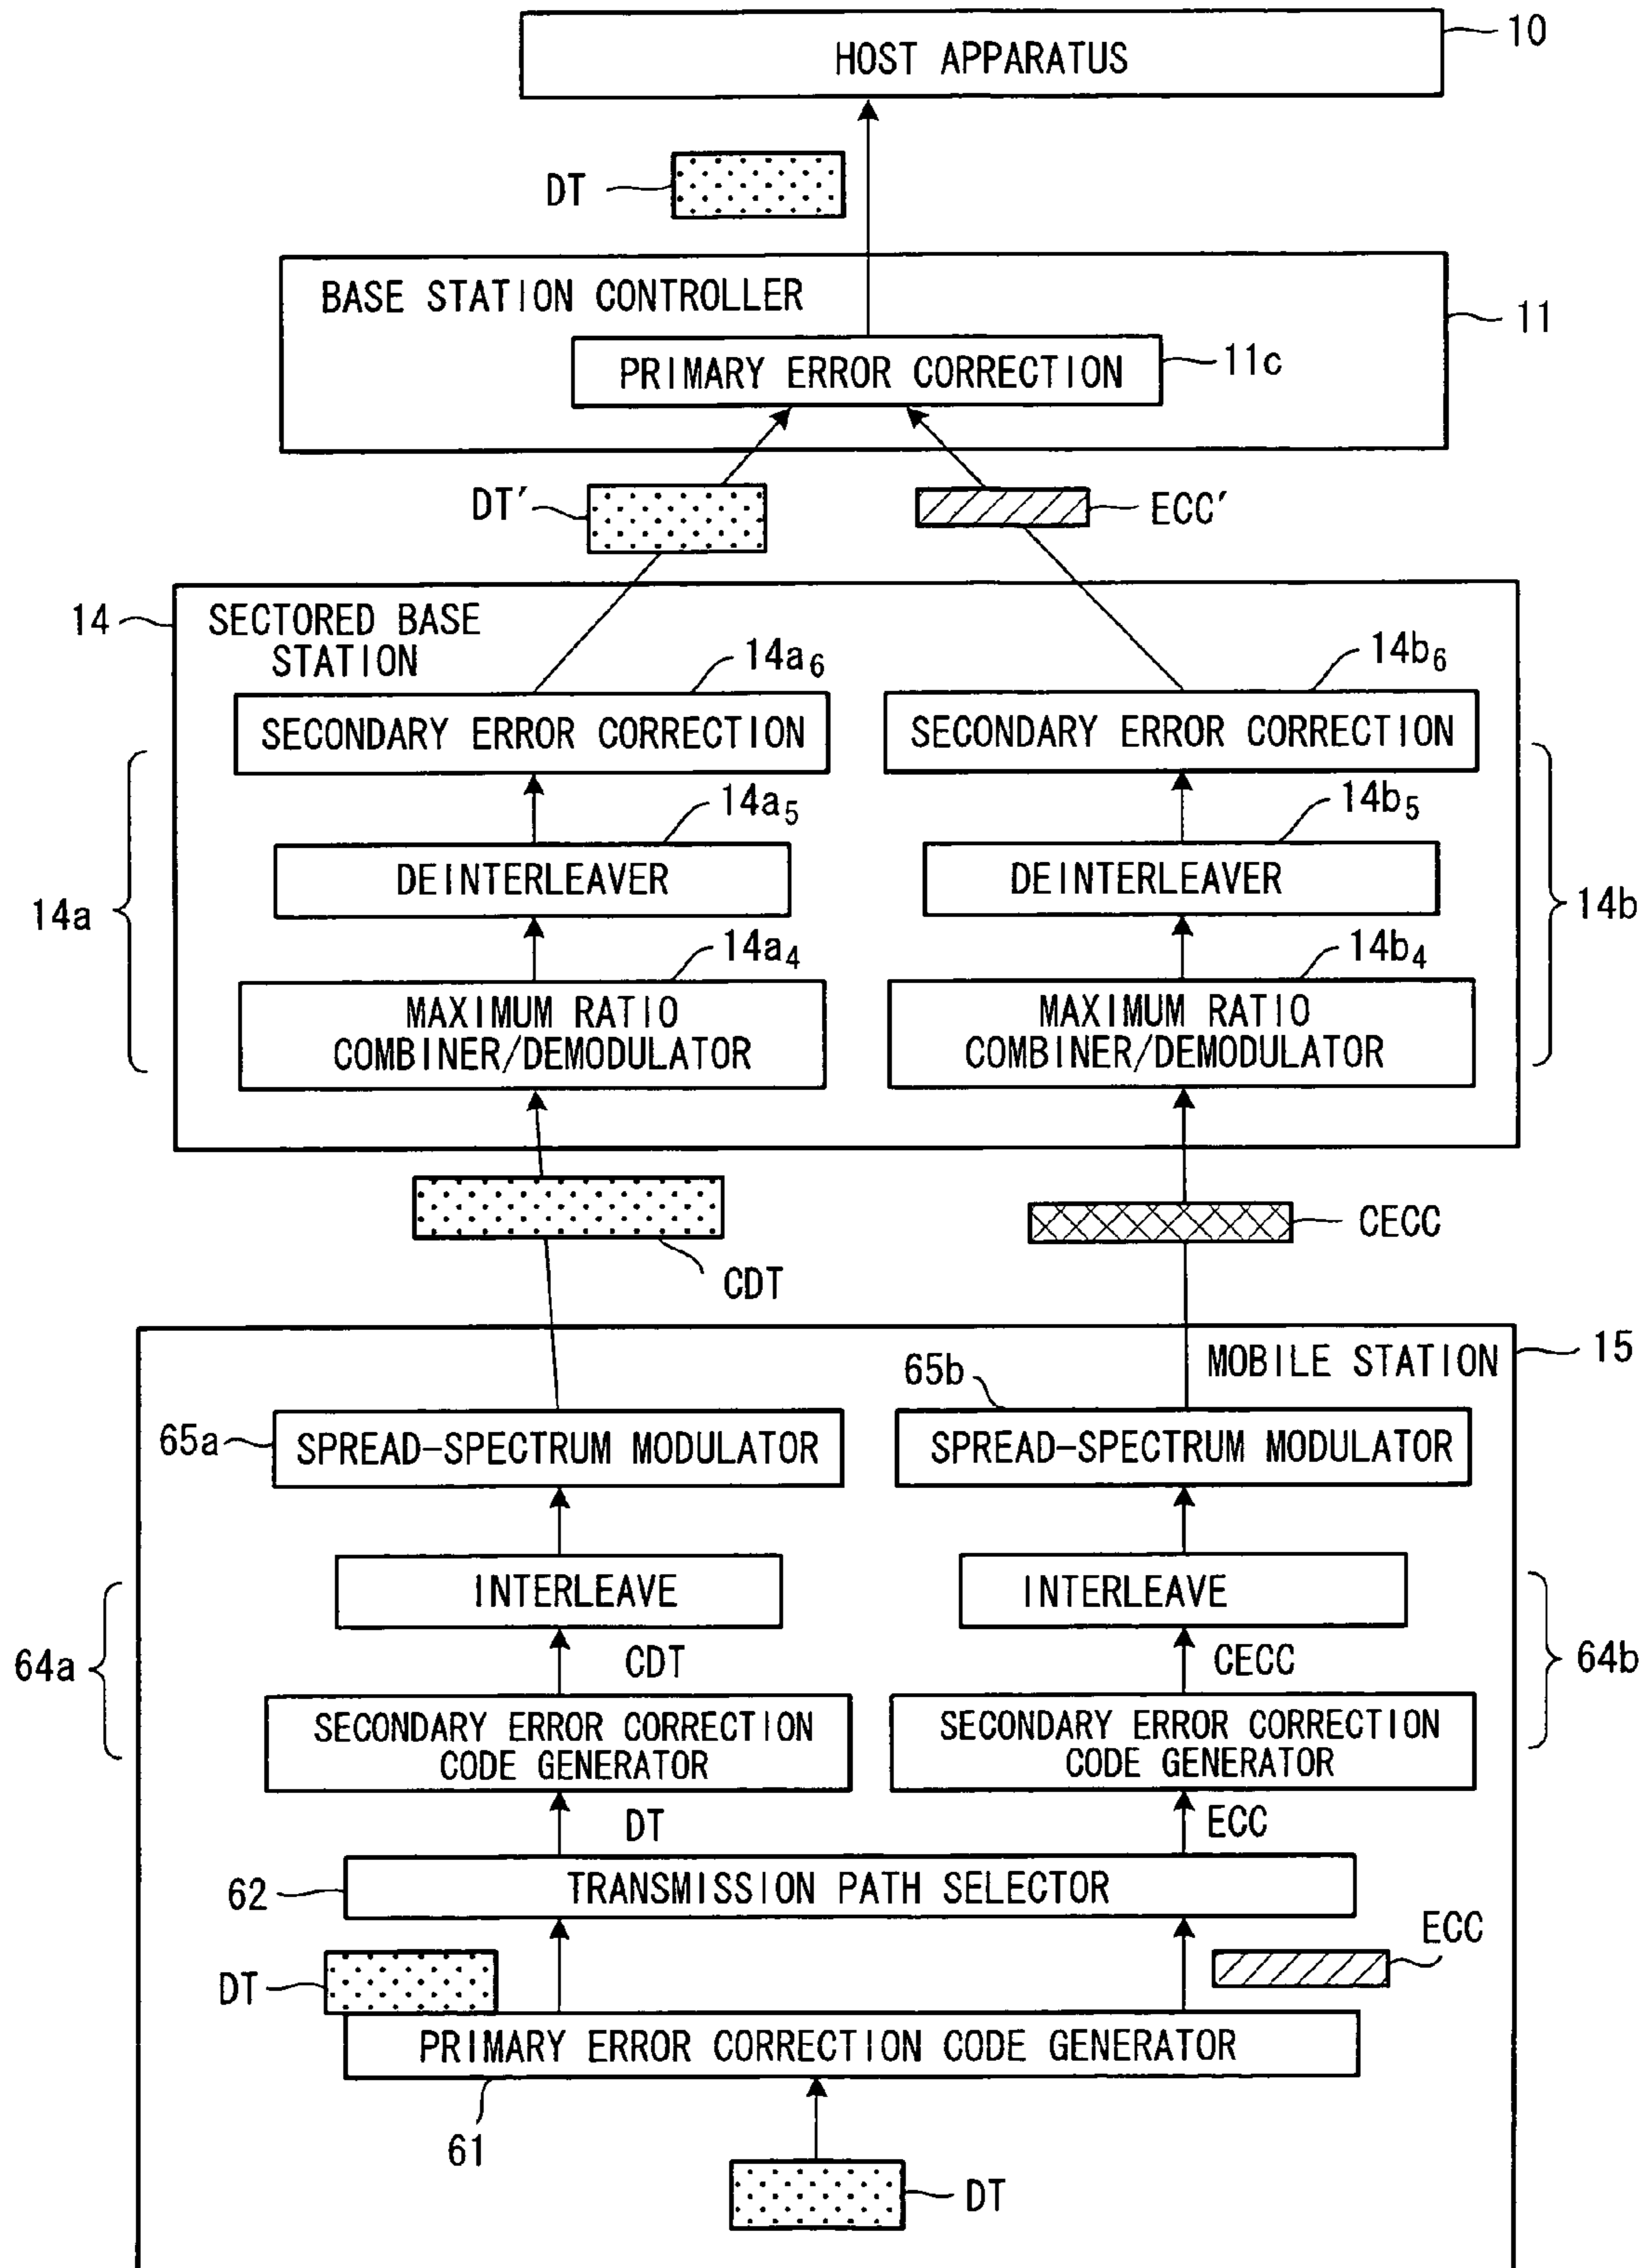 HOST APPARATUS
10
DT
BASE STATION CONTROLLER
11
PRIMARY ERROR CORRECTION
11c
DT′
ECC′
14
SECTORED BASE
STATION
14a6
14b6
SECONDARY ERROR CORRECTION
SECONDARY ERROR CORRECTION
14a5
14b5
14a
DEINTERLEAVER
DEINTERLEAVER
14b
14a4
14b4
MAXIMUM RATIO
COMBINER/DEMODULATOR
MAXIMUM RATIO
COMBINER/DEMODULATOR
CDT
CECC
MOBILE STATION
15
65a
SPREAD-SPECTRUM MODULATOR
65b
SPREAD-SPECTRUM MODULATOR
INTERLEAVE
INTERLEAVE
64a
CDT
CECC
64b
SECONDARY ERROR CORRECTION
CODE GENERATOR
SECONDARY ERROR CORRECTION
CODE GENERATOR
DT
ECC
62
TRANSMISSION PATH SELECTOR
DT
ECC
PRIMARY ERROR CORRECTION CODE GENERATOR
61
DT